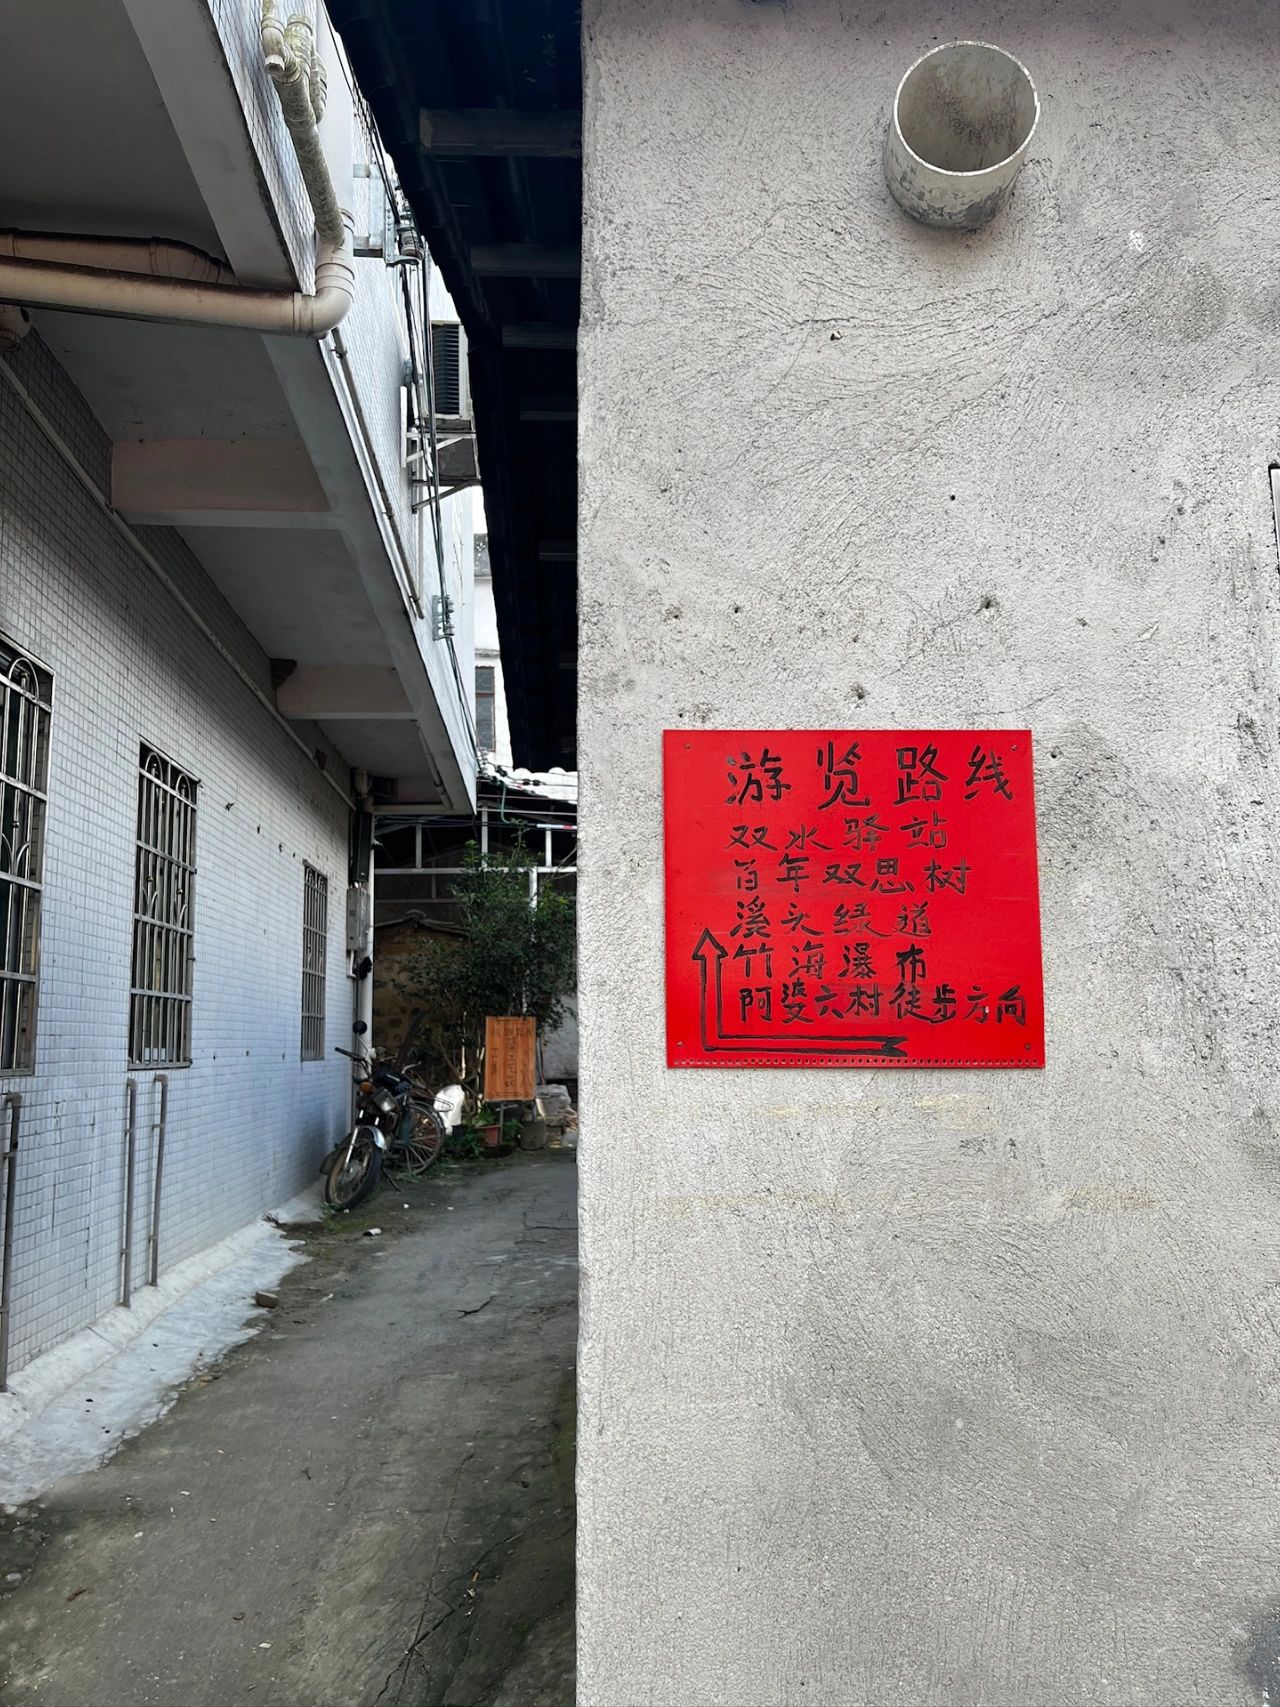 游览路线
双水驿站
百年双思树
溪头绿道
竹海瀑布
阿婆六村徒步方向